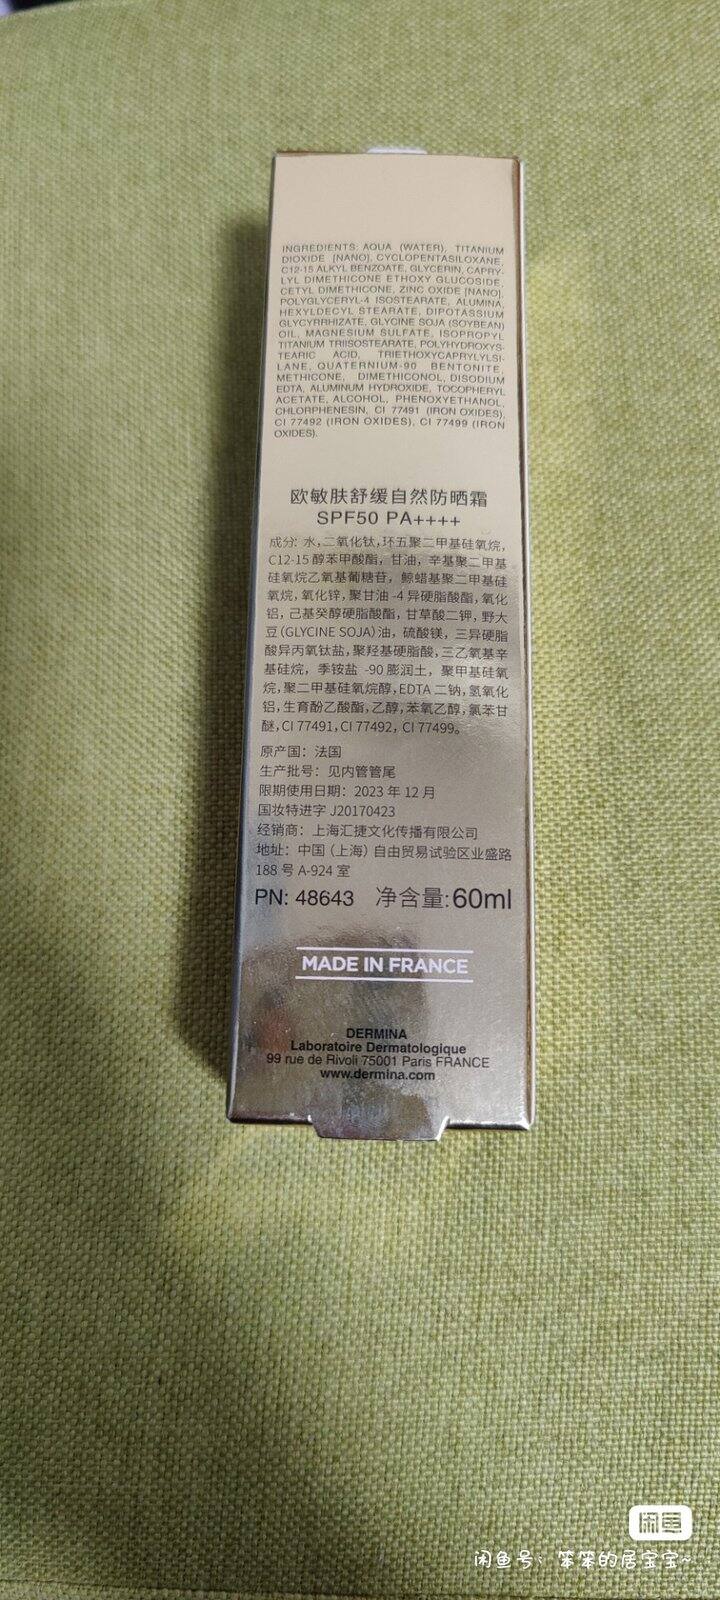 INGREDIENTS: AQUA (WATER), TITANIUM
DIOXIDE [NANO], CYCLOPENTASILOXANE,
C12-15 ALKYL BENZOATE, GLYCERIN, CAPRY-
LYL DIMETHICONE ETHOXY GLUCOSIDE,
CETYL DIMETHICONE, ZINC OXIDE [NANO],
POLYGLYCERYL-4 ISOSTEARATE, ALUMINA,
HEXYLDECYL STEARATE, DIPOTASSIUM
GLYCYRRHIZATE, GLYCINE SOJA (SOYBEAN)
OIL, MAGNESIUM SULFATE, ISOPROPYL
TITANIUM TRIISOSTEARATE, POLYHYDROXYS-
TEARIC ACID, TRIETHOXYCAPRYLYLSI-
LANE, QUATERNIUM-90 BENTONITE,
METHICONE, DIMETHICONOL, DISODIUM
EDTA, ALUMINUM HYDROXIDE, TOCOPHERYL
ACETATE, ALCOHOL, PHENOXYETHANOL,
CHLORPHENESIN, CI 77491 (IRON OXIDES),
CI 77492 (IRON OXIDES), CI 77499 (IRON
OXIDES).
欧敏肤舒缓自然防晒霜
SPF50 PA++++
成分: 水,二氧化钛,环五聚二甲基硅氧烷,
C12-15 醇苯甲酸酯, 甘油, 辛基聚二甲基
硅氧烷乙氧基葡糖苷, 鲸蜡基聚二甲基硅
氧烷, 氧化锌, 聚甘油 -4 异硬脂酸酯, 氧化
铝, 己基癸醇硬脂酸酯, 甘草酸二钾, 野大
豆(GLYCINE SOJA)油, 硫酸镁, 三异硬脂
酸异丙氧钛盐, 聚羟基硬脂酸, 三乙氧基辛
基硅烷, 季铵盐 -90 膨润土, 聚甲基硅氧
烷, 聚二甲基硅氧烷醇, EDTA 二钠, 氢氧化
铝, 生育酚乙酸酯, 乙醇, 苯氧乙醇, 氯苯甘
醚, CI 77491, CI 77492, CI 77499。
原产国: 法国
生产批号: 见内管管尾
限期使用日期: 2023 年 12 月
国妆特进字 J20170423
经销商: 上海汇捷文化传播有限公司
地址: 中国(上海)自由贸易试验区业盛路
188 号 A-924 室
PN: 48643 净含量:60ml
MADE IN FRANCE
DERMINA
Laboratoire Dermatologique
99 rue de Rivoli 75001 Paris FRANCE
www.dermina.com
闲鱼
闲鱼号: 笨笨的居宝宝~